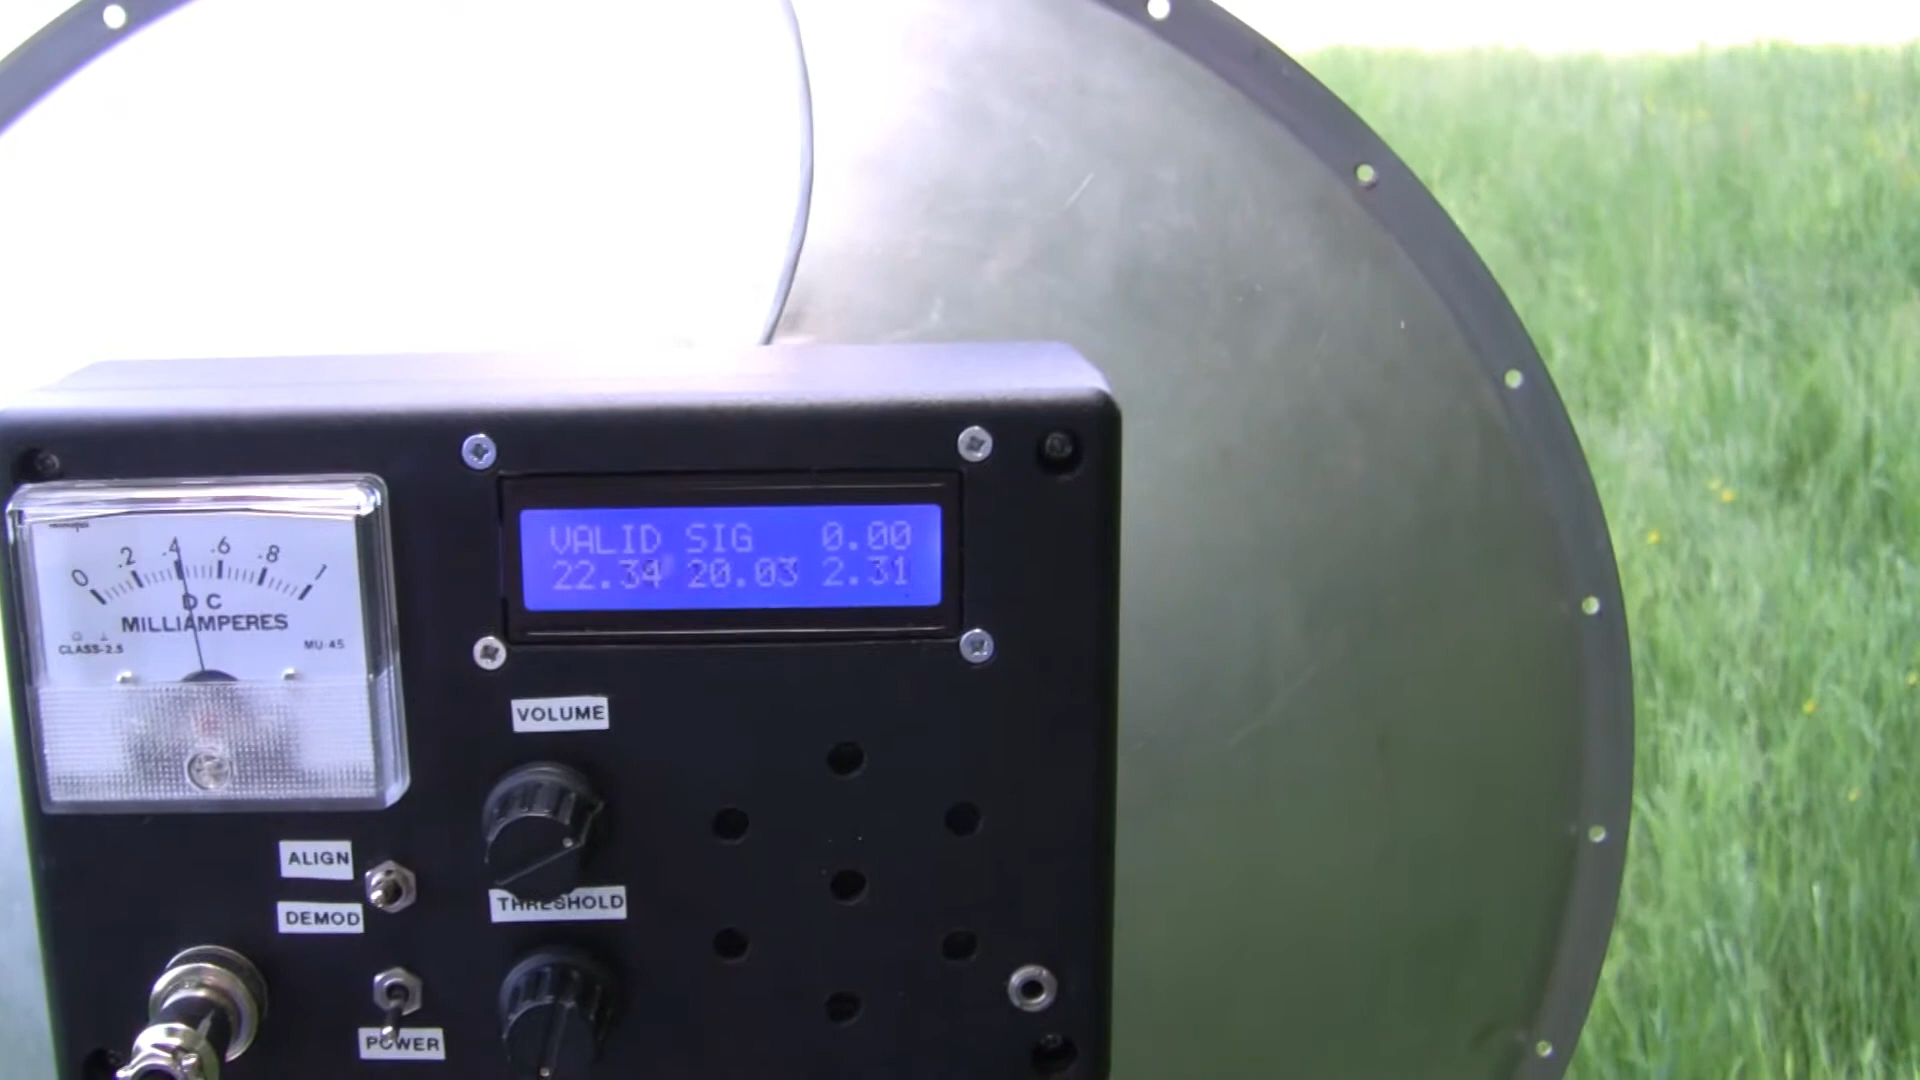 VALID SIG 0.00
22.34 20.03 2.31
0 .2 .4 .6 .8 1
DC
MILLIAMPERES
CLASS-2.5 MU-45
VOLUME
ALIGN
DEMOD
THRESHOLD
POWER